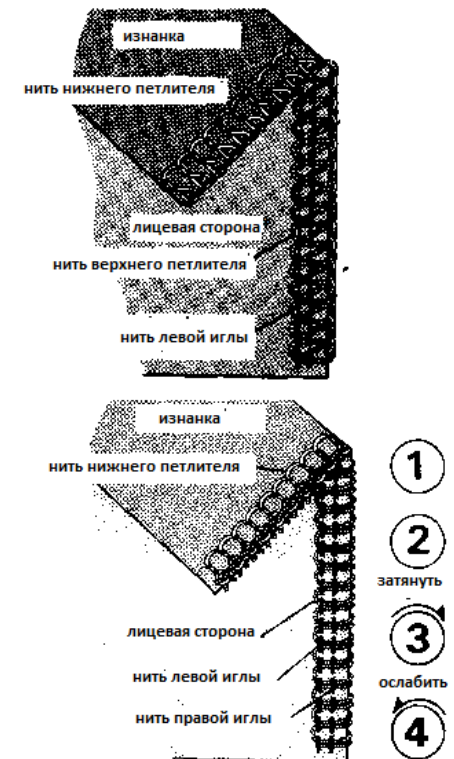 изнанка
нить нижнего петлителя
лицевая сторона
нить верхнего петлителя
нить левой иглы
изнанка
нить нижнего петлителя
1
2
затянуть
лицевая сторона
3
нить левой иглы
ослабить
нить правой иглы
4